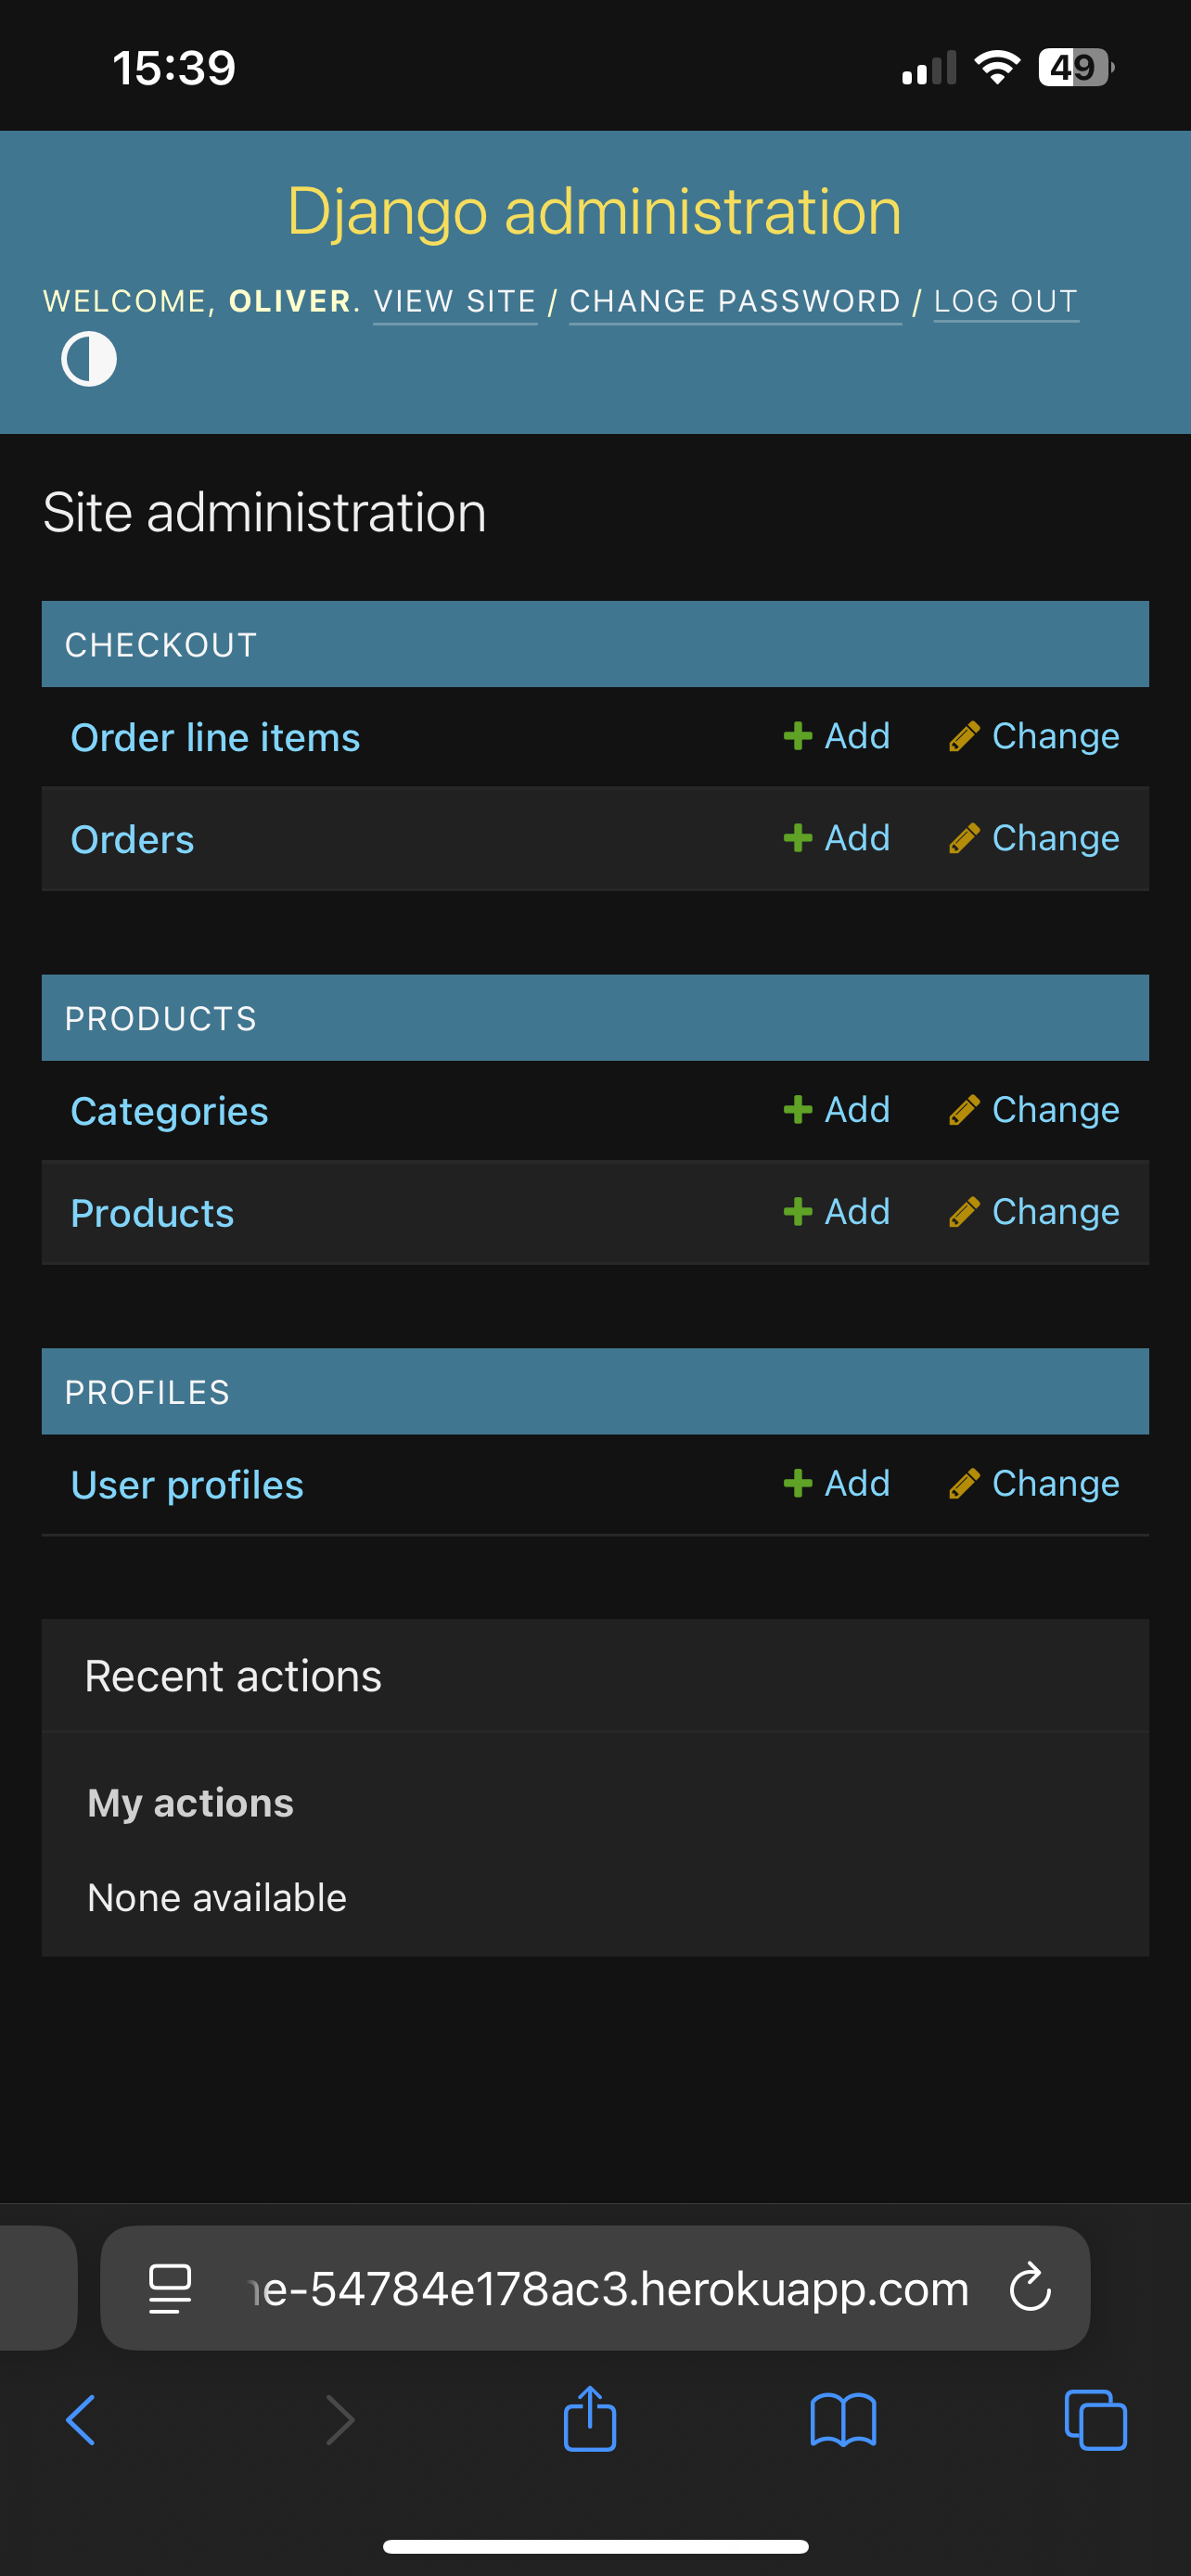 15:39
49
Django administration
WELCOME, OLIVER. VIEW SITE / CHANGE PASSWORD / LOG OUT
Site administration
CHECKOUT
Order line items Add Change
Orders Add Change
PRODUCTS
Categories Add Change
Products Add Change
PROFILES
User profiles Add Change
Recent actions
My actions
None available
e-54784e178ac3.herokuapp.com